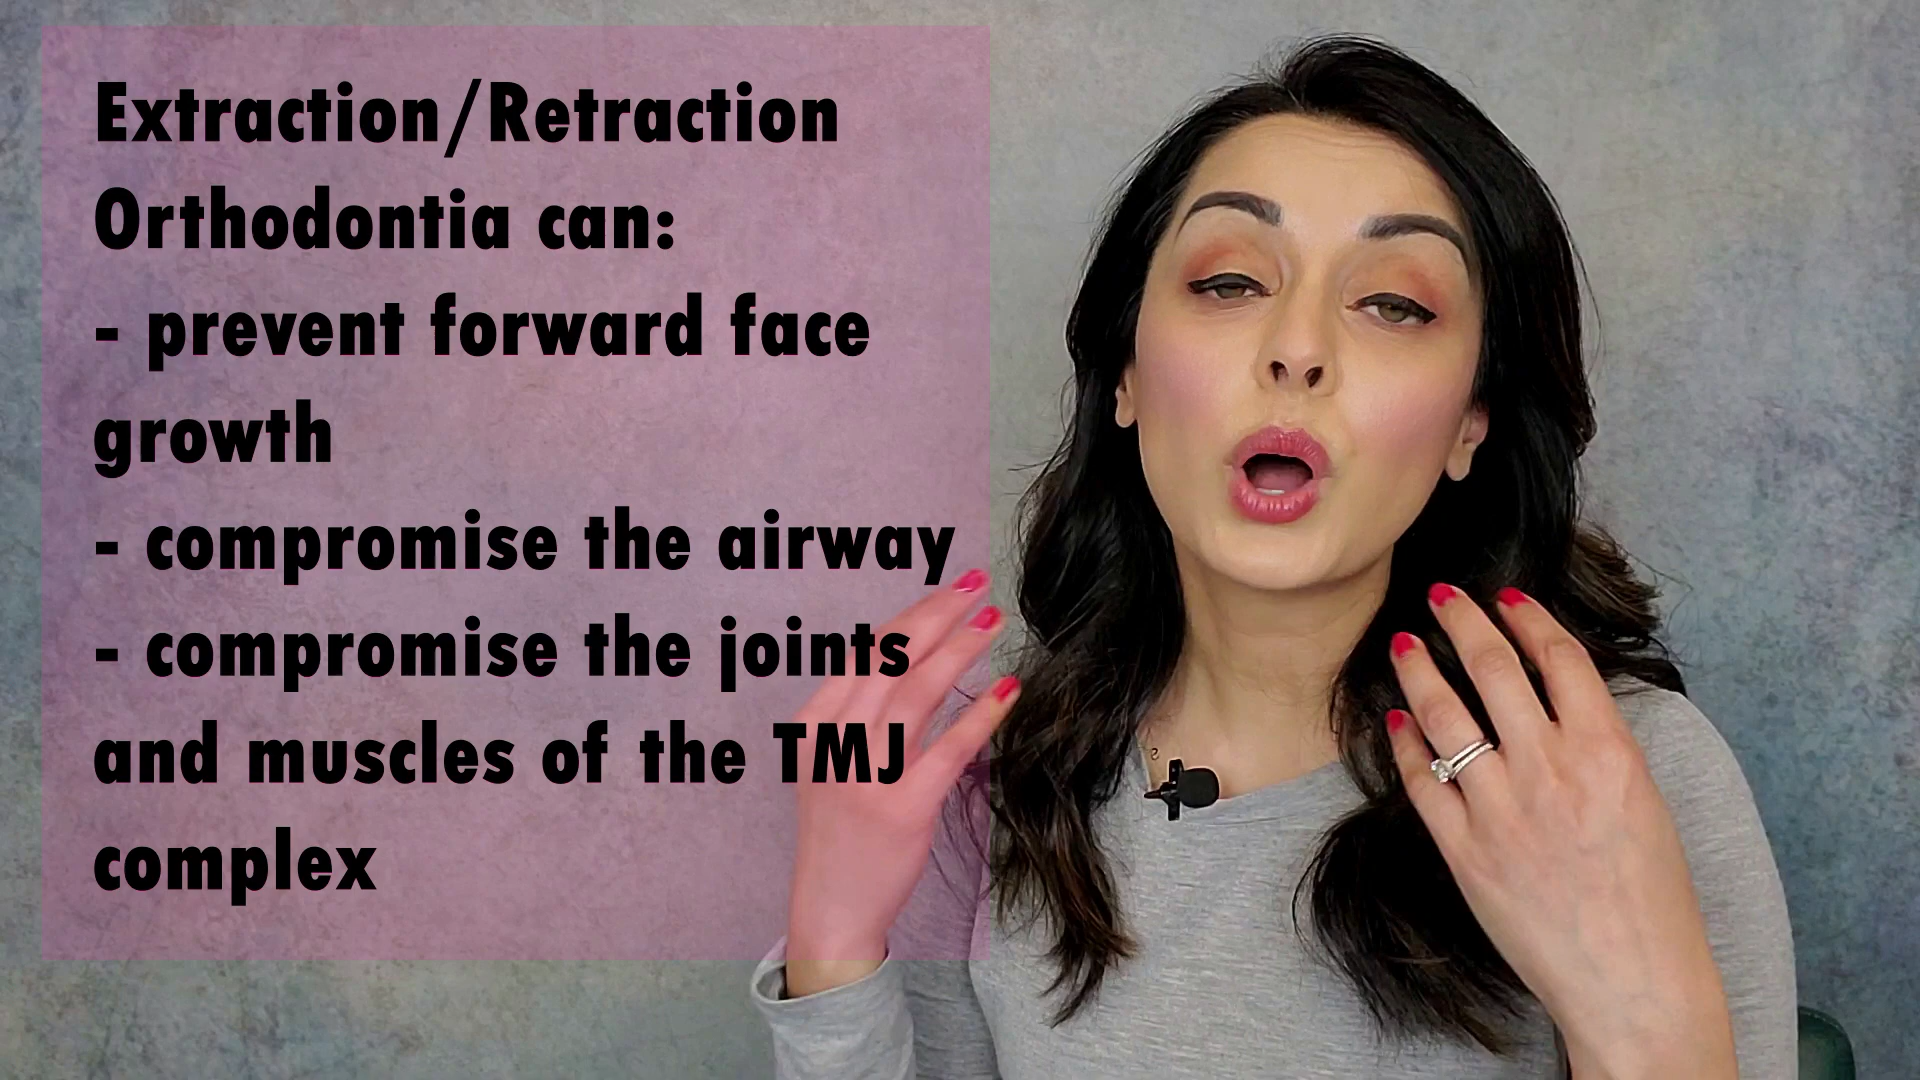 Extraction/Retraction
Orthodontia can:
- prevent forward face
growth
- compromise the airway
- compromise the joints
and muscles of the TMJ
complex